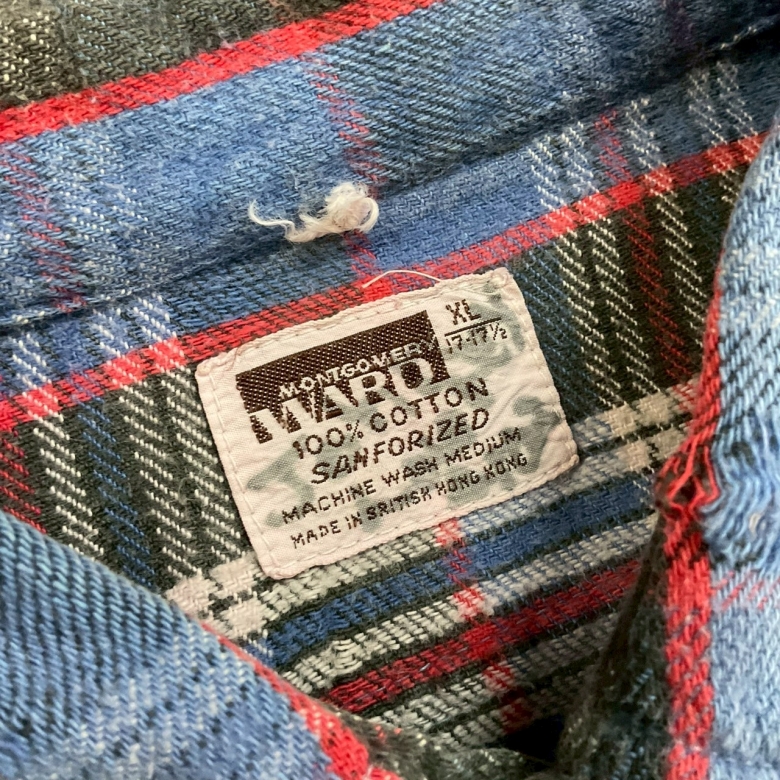 MONTGOMERY
WARD
XL
17-17½
100% COTTON
SANFORIZED
MACHINE WASH MEDIUM
MADE IN BRITISH HONG KONG